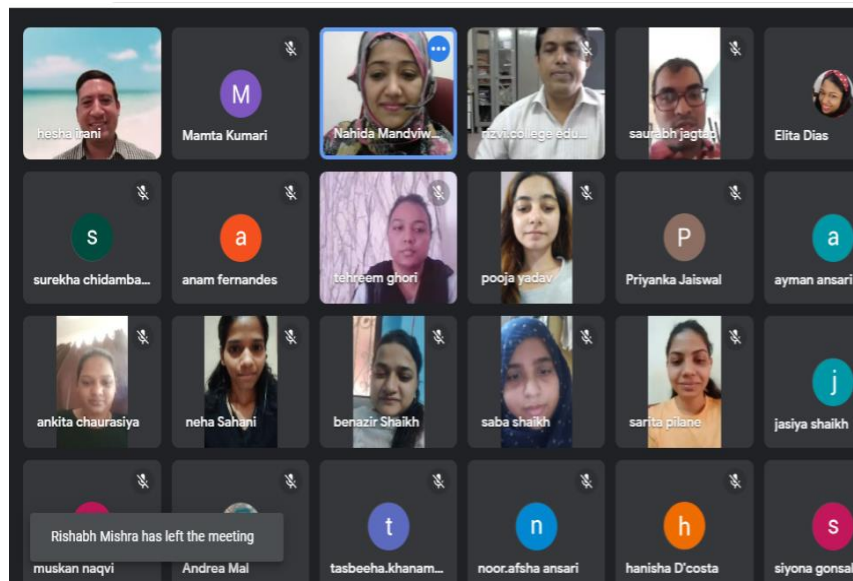 hesha irani
M
Mamta Kumari
Nahida Mandviw...
rizvi.college edu...
saurabh jagtap
Elita Dias
s
surekha chidamba...
a
anam fernandes
tehreem ghori
pooja yadav
P
Priyanka Jaiswal
a
ayman ansari
ankita chaurasiya
neha Sahani
benazir Shaikh
saba shaikh
sarita pilane
j
jasiya shaikh
Rishabh Mishra has left the meeting
muskan naqvi
Andrea Mal
t
tasbeeha.khanam...
n
noor.afsha ansari
h
hanisha D'costa
s
siyona gonsal